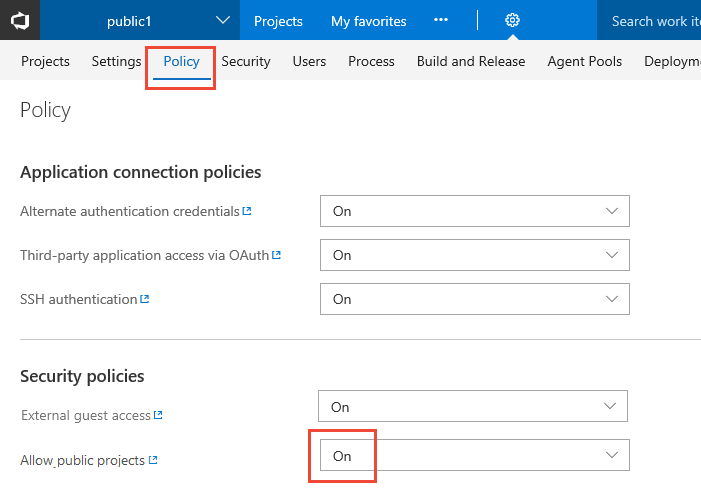 public1 Projects My favorites ••• Search work ite
Projects Settings Policy Security Users Process Build and Release Agent Pools Deploym
Policy
Application connection policies
Alternate authentication credentials On
Third-party application access via OAuth On
SSH authentication On
Security policies
External guest access On
Allow public projects On